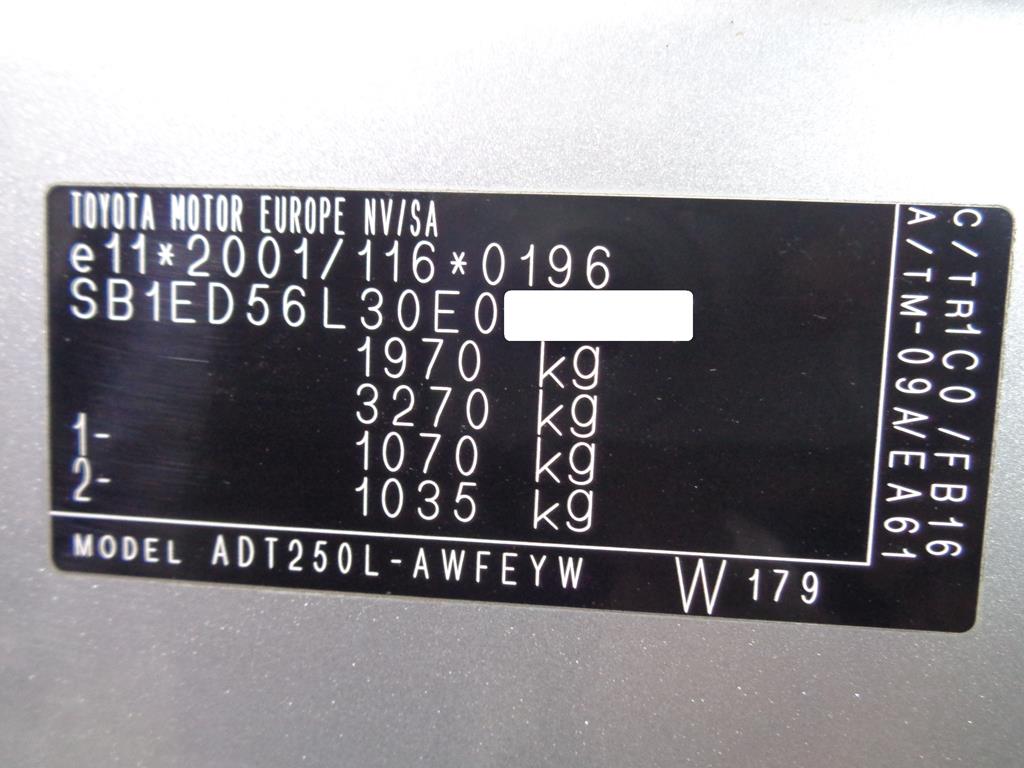 TOYOTA MOTOR EUROPE NV/SA
e11*2001/116*0196
SB1ED56L30E0
1970 kg
3270 kg
1- 1070 kg
2- 1035 kg
MODEL ADT250L-AWFEYW W179
C/TR1C0/FB16
A/TM-09A/EA61